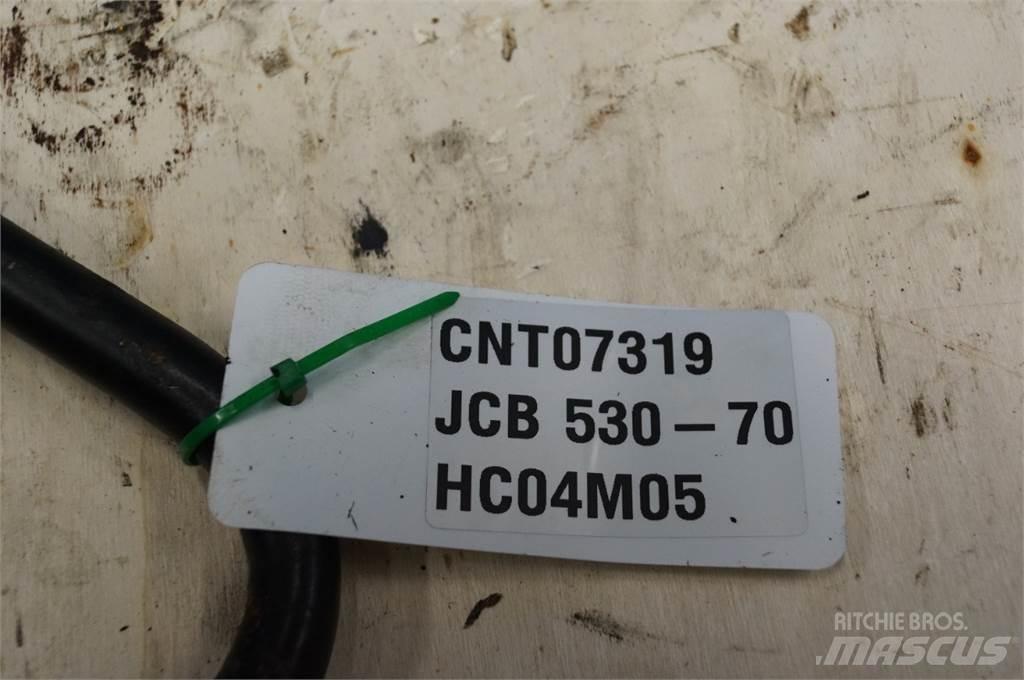 CNT07319
JCB 530-70
HC04M05
RITCHIE BROS.
MASCUS